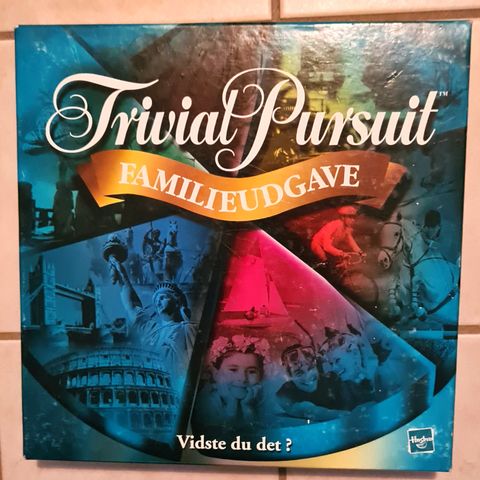 Trivial Pursuit™
FAMILIEUDGAVE
Vidste du det?
Hasbro